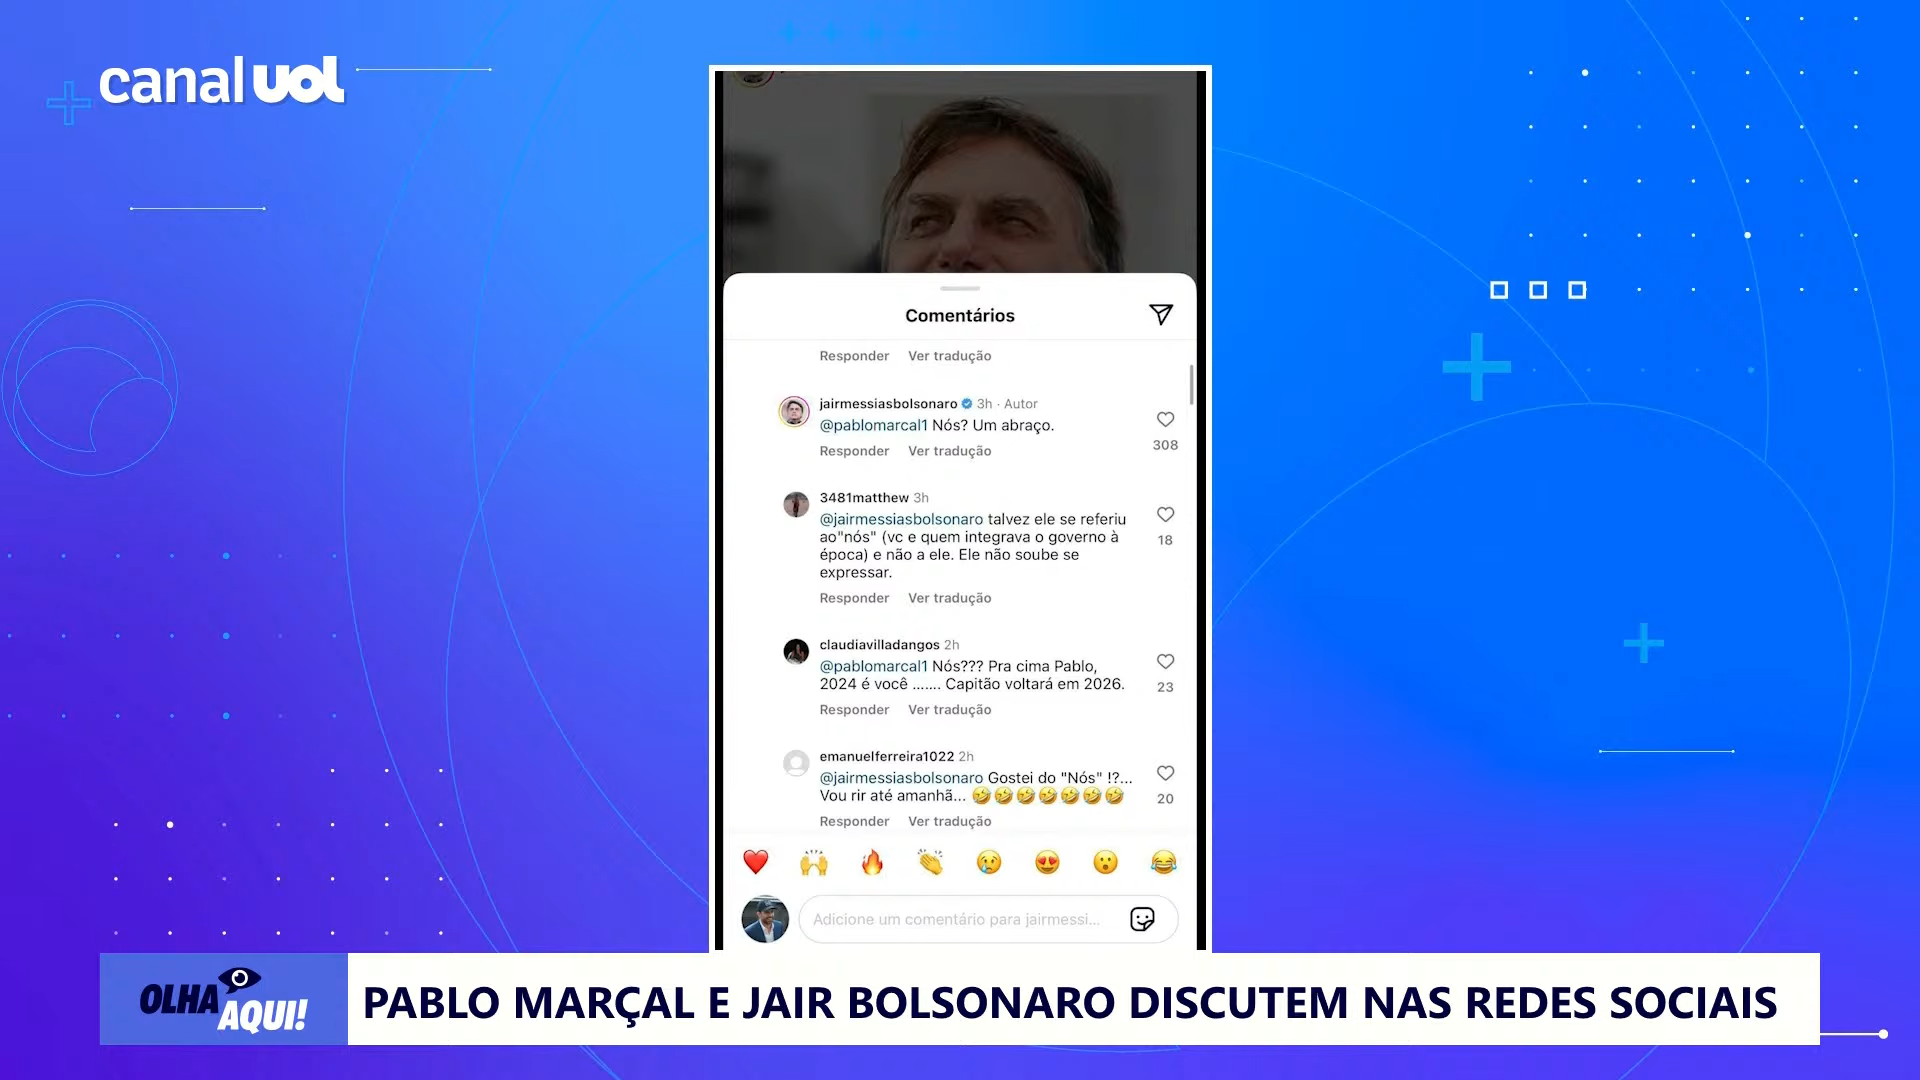 canal uol
Comentários
Responder Ver tradução
jairmessiasbolsonaro 3h · Autor
@pablomarcal1 Nós? Um abraço.
308
Responder Ver tradução
3481matthew 3h
@jairmessiasbolsonaro talvez ele se referiu
ao"nós" (vc e quem integrava o governo à
época) e não a ele. Ele não soube se
expressar.
18
Responder Ver tradução
claudiavilladangos 2h
@pablomarcal1 Nós??? Pra cima Pablo,
2024 é você ....... Capitão voltará em 2026.
23
Responder Ver tradução
emanuelferreira1022 2h
@jairmessiasbolsonaro Gostei do "Nós" !?...
Vou rir até amanhã... 🤣🤣🤣🤣🤣🤣🤣
20
Responder Ver tradução
Adicione um comentário para jairmessi...
OLHA
AQUI!
PABLO MARÇAL E JAIR BOLSONARO DISCUTEM NAS REDES SOCIAIS